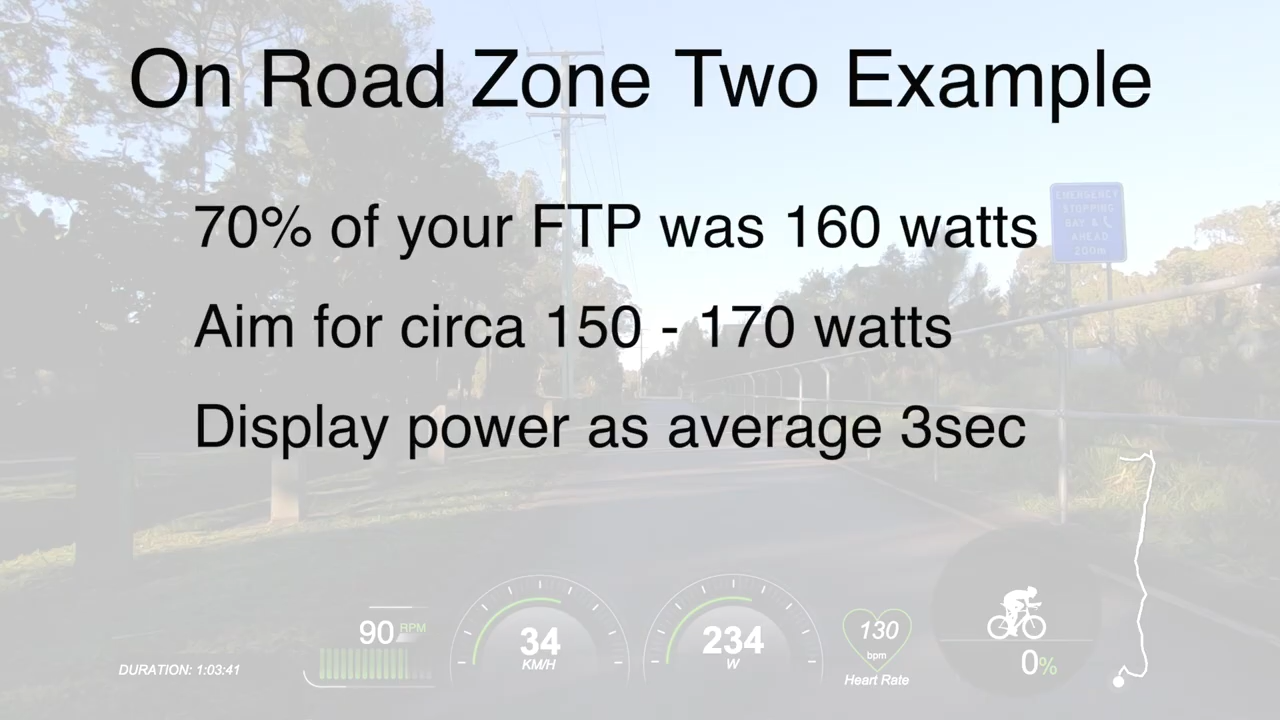 On Road Zone Two Example
70% of your FTP was 160 watts
EMERGENCY
STOPPING
BAY &
AHEAD
200m
Aim for circa 150 - 170 watts
Display power as average 3sec
90 RPM
34
KM/H
234
W
130
bpm
Heart Rate
0%
DURATION: 1:03:41